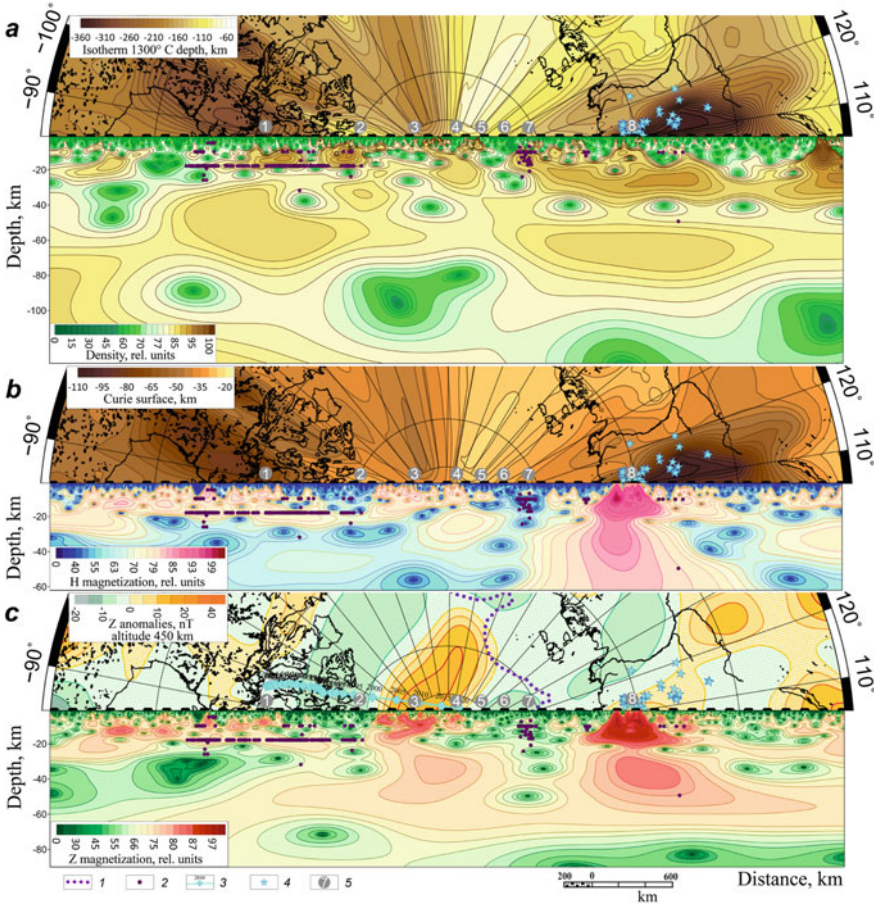 a
-100°
-360 -310 -260 -210 -160 -110 -60
Isotherm 1300° C depth, km
120°
-90°
110°
1 2 3 4 5 6 7 8
Depth, km
-20
-40
-60
-80
-100
0 15 30 45 60 70 77 81 85 95 100
Density, rel. units
b
-110 -95 -80 -65 -50 -35 -20
Curie surface, km
120°
-90°
110°
1 2 3 4 5 6 7 8
Depth, km
-20
-40
-60
0 40 55 63 70 75 79 85 93 99
H magnetization, rel. units
c
-20 -10 0 10 20 30 40
Z anomalies, nT
altitude 450 km
120°
-90°
110°
1 2 3 4 5 6 7 8
Depth, km
-20
-40
-60
-80
0 30 45 55 65 75 80 87 97
Z magnetization, rel. units
Distance, km
1 2 3 4 7 5
200 0 600
km